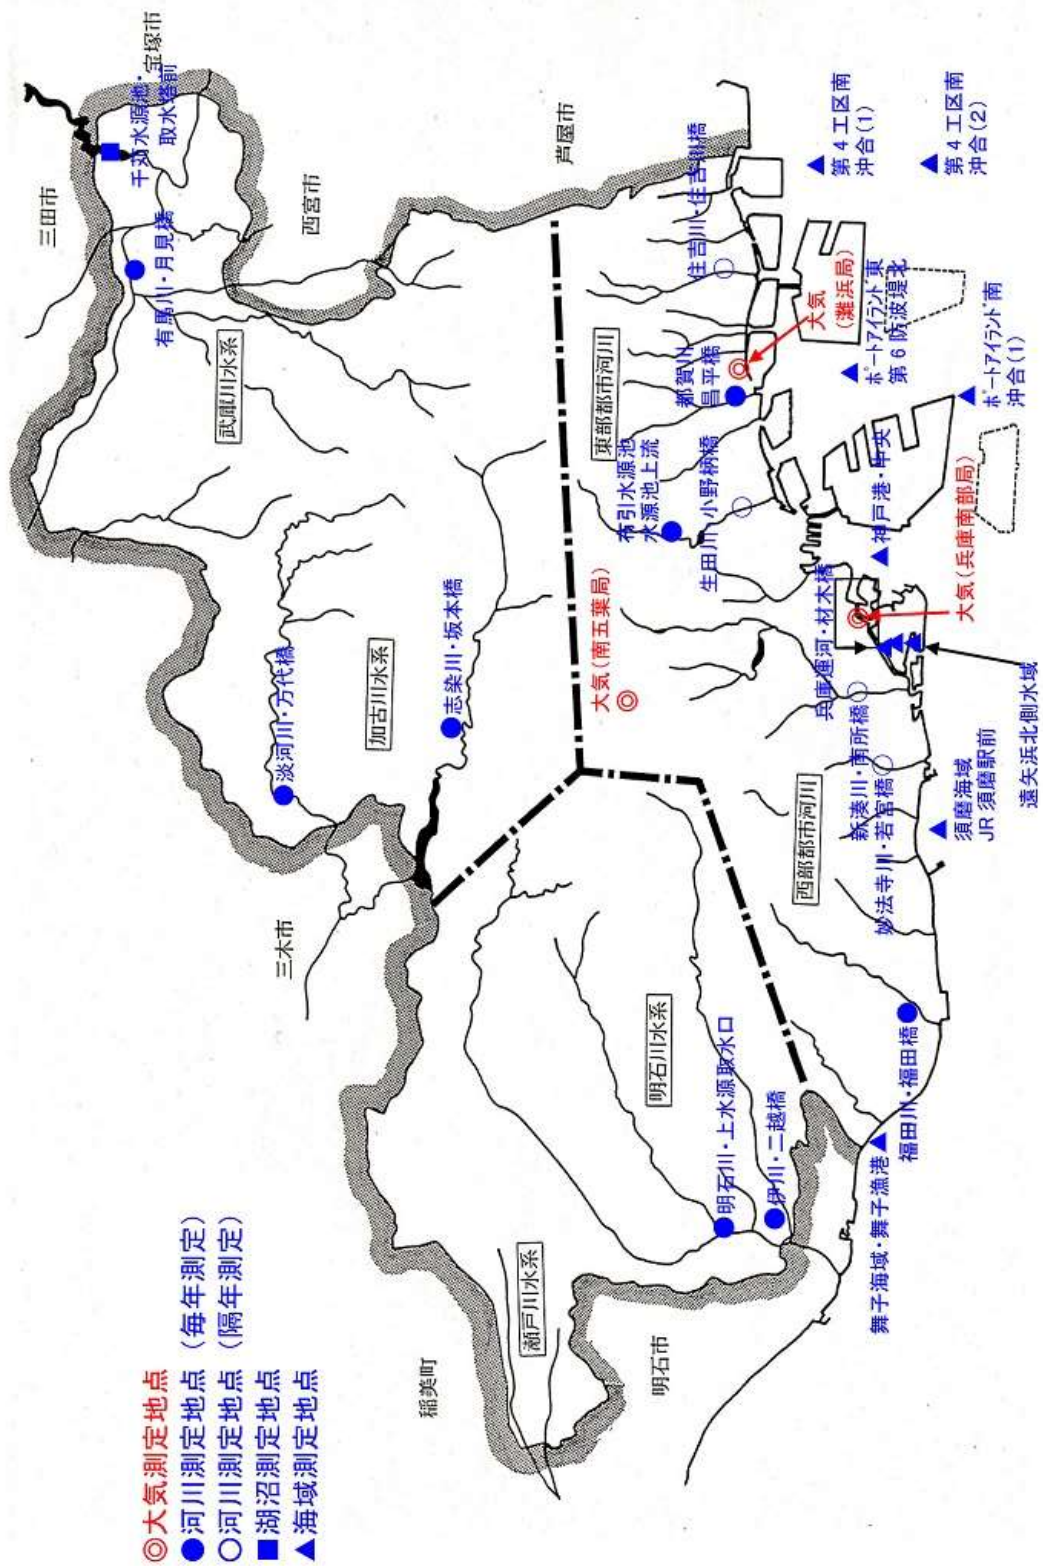 ◎大気測定地点
●河川測定地点（毎年測定）
○河川測定地点（隔年測定）
■湖沼測定地点
▲海域測定地点
三田市
宝塚市
西宮市
芦屋市
三木市
稲美町
明石市
武庫川水系
加古川水系
東部都市河川
西部都市河川
明石川水系
瀬戸川水系
千苅水源池・
取水塔前
有馬川・月見橋
淡河川・万代橋
志染川・坂本橋
住吉川・住吉川橋
都賀川
昌平橋
布引水源池
水源池上流
生田川・小野柄橋
大気(南五葉局)
大気
(灘浜局)
大気(兵庫南部局)
第4工区南
沖合(1)
第4工区南
沖合(2)
ポートアイランド東
第6防波堤北
ポートアイランド南
沖合(1)
神戸港・中央
兵庫運河・材木橋
新湊川・南所橋
妙法寺川・若宮橋
遠矢浜北側水域
須磨海域
JR須磨駅前
福田川・福田橋
舞子海域・舞子漁港
明石川・上水源取水口
伊川・二越橋